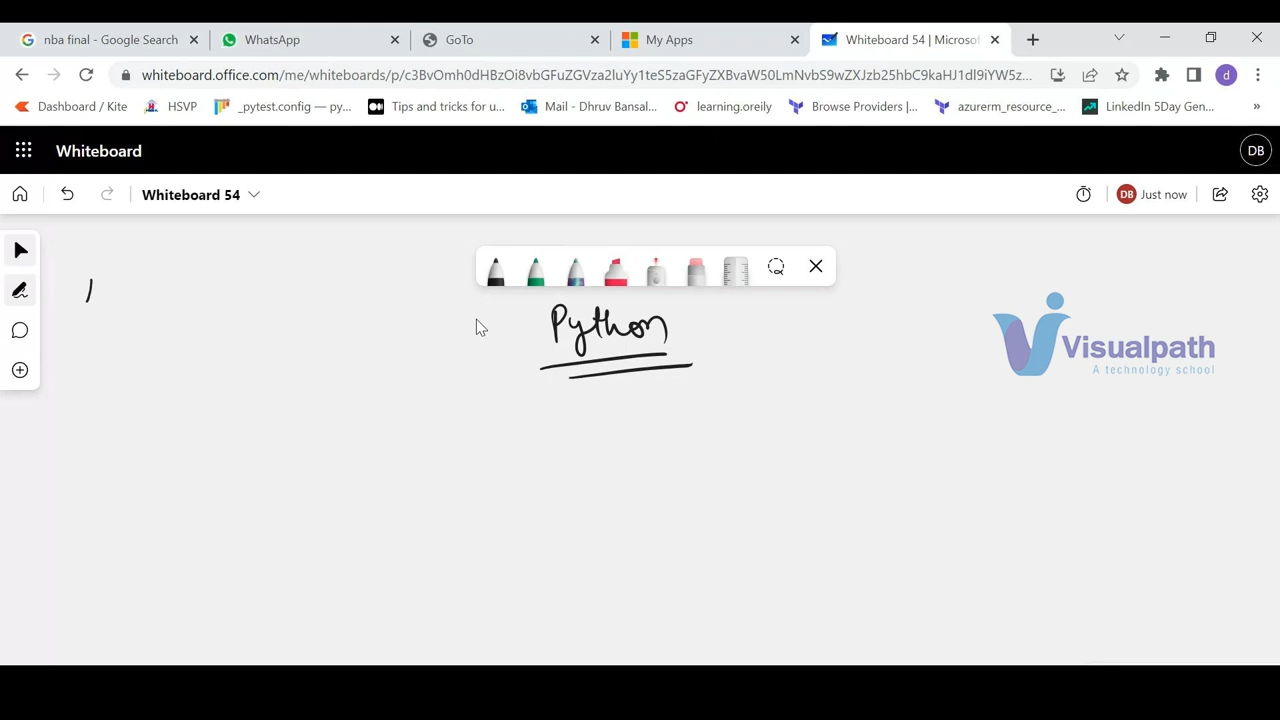 nba final - Google Search
WhatsApp
GoTo
My Apps
Whiteboard 54 | Microsof
whiteboard.office.com/me/whiteboards/p/c3BvOmh0dHBzOi8vbGFuZGVza2luYy1teS5zaGFyZXBvaW50LmNvbS9wZXJzb25hbC9kaHJ1dl9iYW5z...
d
Dashboard / Kite
HSVP
_pytest.config — py...
Tips and tricks for u...
Mail - Dhruv Bansal...
learning.oreily
Browse Providers |...
azurerm_resource_...
LinkedIn 5Day Gen...
»
Whiteboard
DB
Whiteboard 54
DB Just now
Python
Visualpath
A technology school